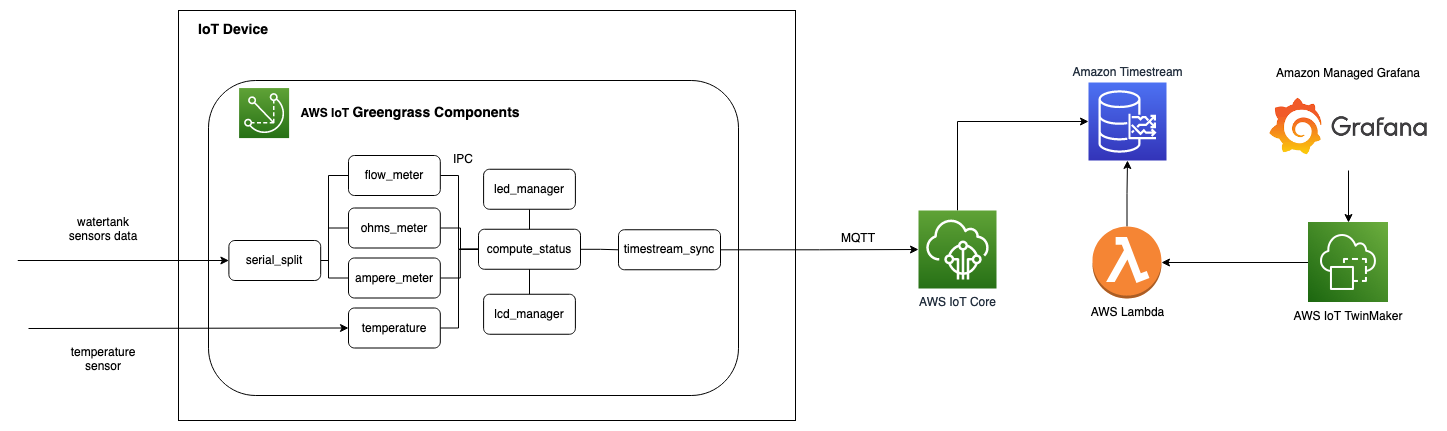 IoT Device
AWS IoT Greengrass Components
IPC
flow_meter
led_manager
ohms_meter
watertank
sensors data
serial_split
compute_status
timestream_sync
ampere_meter
lcd_manager
temperature
temperature
sensor
MQTT
AWS IoT Core
Amazon Timestream
AWS Lambda
Amazon Managed Grafana
Grafana
AWS IoT TwinMaker